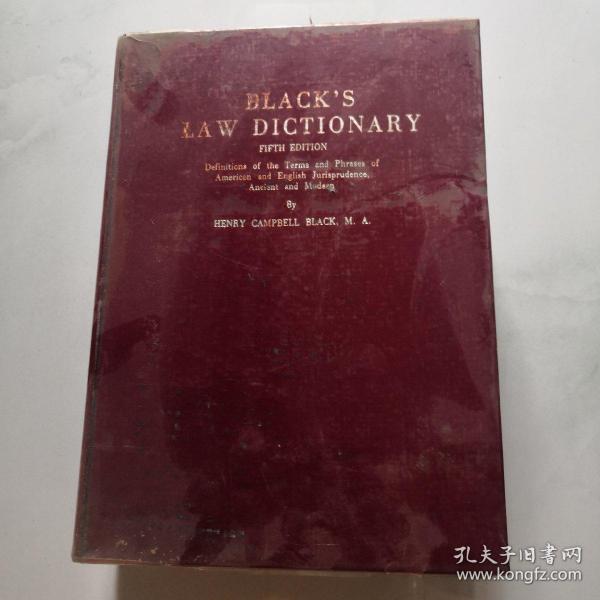 BLACK'S
LAW DICTIONARY
FIFTH EDITION
Definitions of the Terms and Phrases of
American and English Jurisprudence,
Ancient and Modern
By
HENRY CAMPBELL BLACK, M. A.
孔夫子旧書网
www.kongfz.com